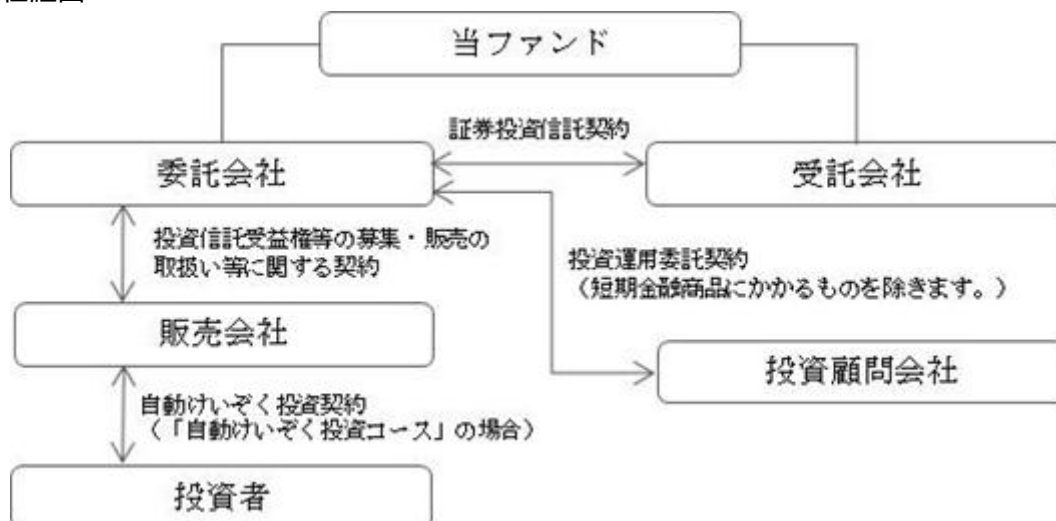 当ファンド
証券投資信託契約
委託会社
受託会社
投資信託受益権等の募集・販売の
取扱い等に関する契約
投資運用委託契約
（短期金融商品にかかるものを除きます。）
販売会社
投資顧問会社
自動けいぞく投資契約
（「自動けいぞく投資コース」の場合）
投資者